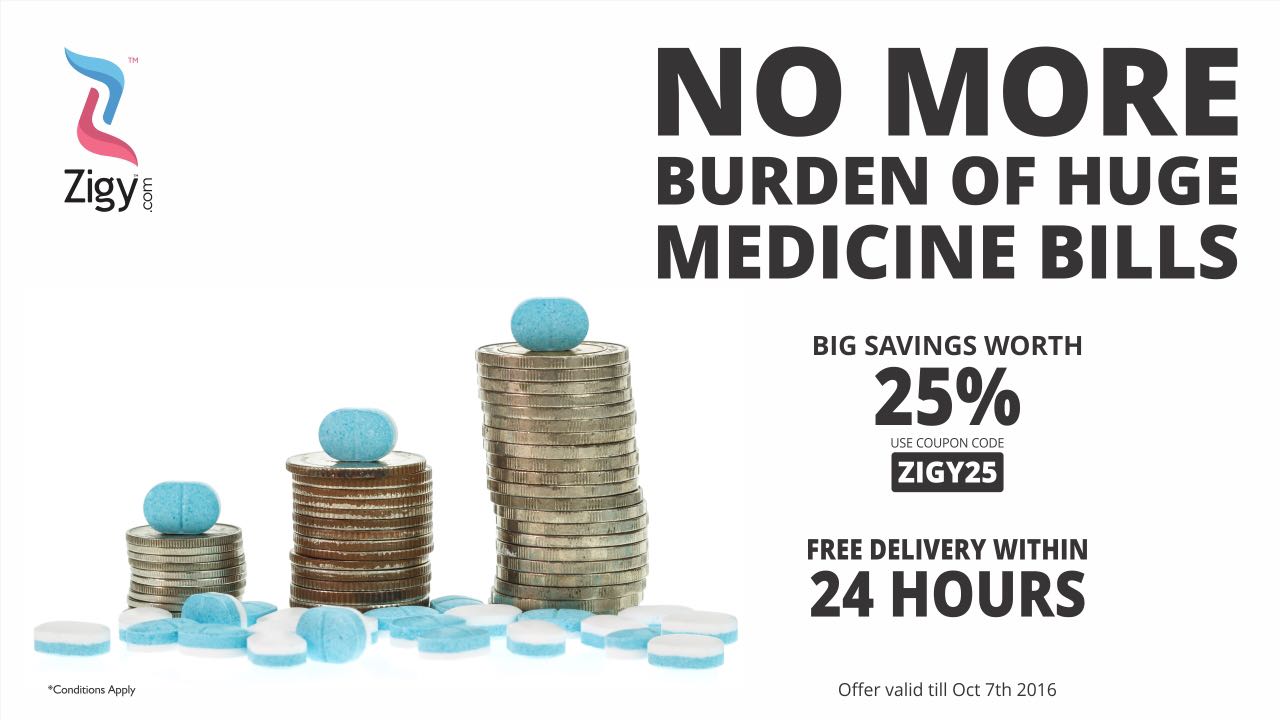 Zigy.com
TM
NO MORE
BURDEN OF HUGE
MEDICINE BILLS
BIG SAVINGS WORTH
25%
USE COUPON CODE
ZIGY25
FREE DELIVERY WITHIN
24 HOURS
*Conditions Apply
Offer valid till Oct 7th 2016